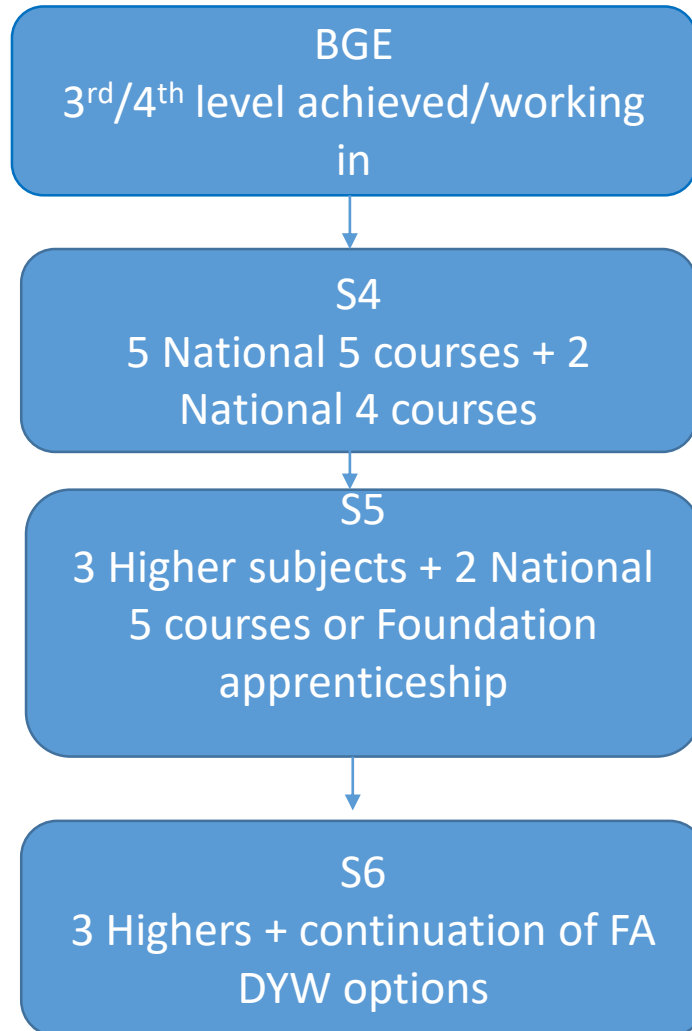 BGE
3rd/4th level achieved/working
in
S4
5 National 5 courses + 2
National 4 courses
S5
3 Higher subjects + 2 National
5 courses or Foundation
apprenticeship
S6
3 Highers + continuation of FA
DYW options